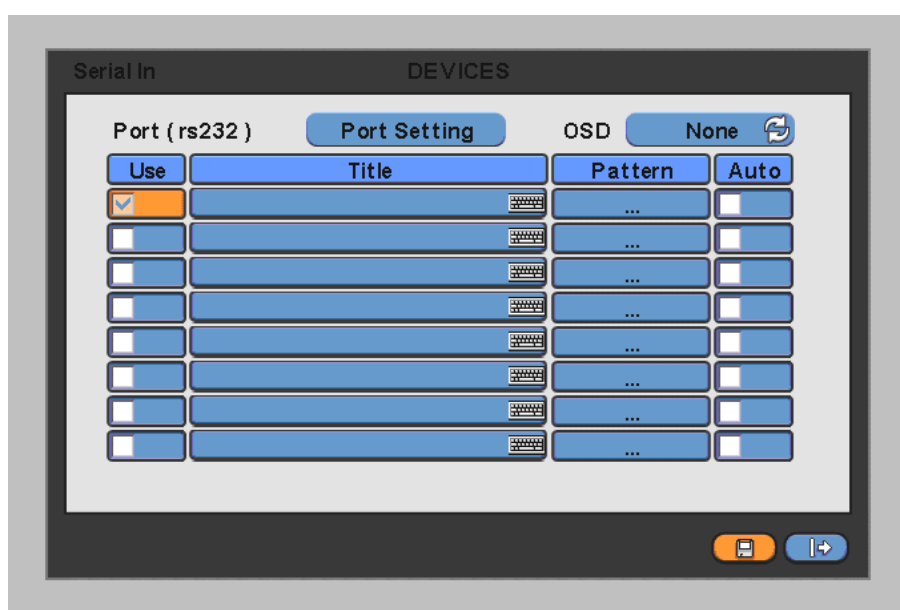 Serial In DEVICES
Port ( rs232 ) Port Setting OSD None
Use Title Pattern Auto
...
...
...
...
...
...
...
...